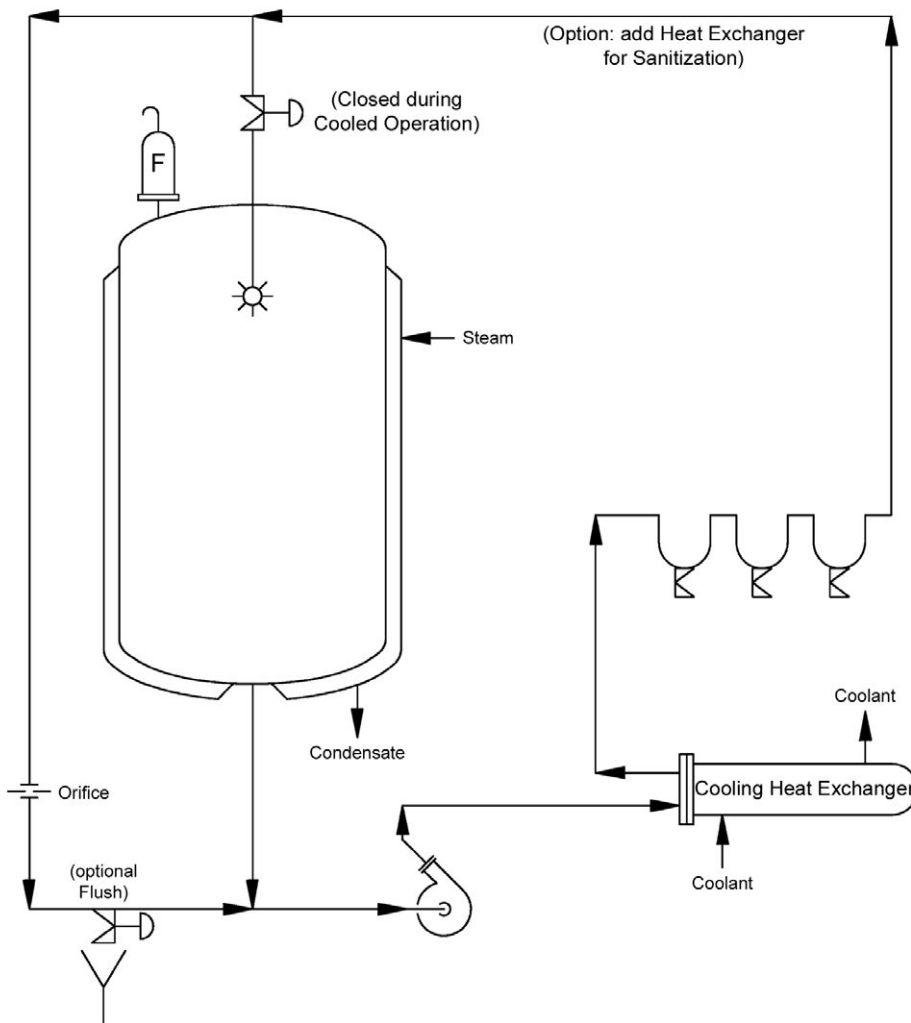 (Option: add Heat Exchanger
for Sanitization)
(Closed during
Cooled Operation)
F
Steam
Coolant
Condensate
Cooling Heat Exchanger
Orifice
(optional
Flush)
Coolant